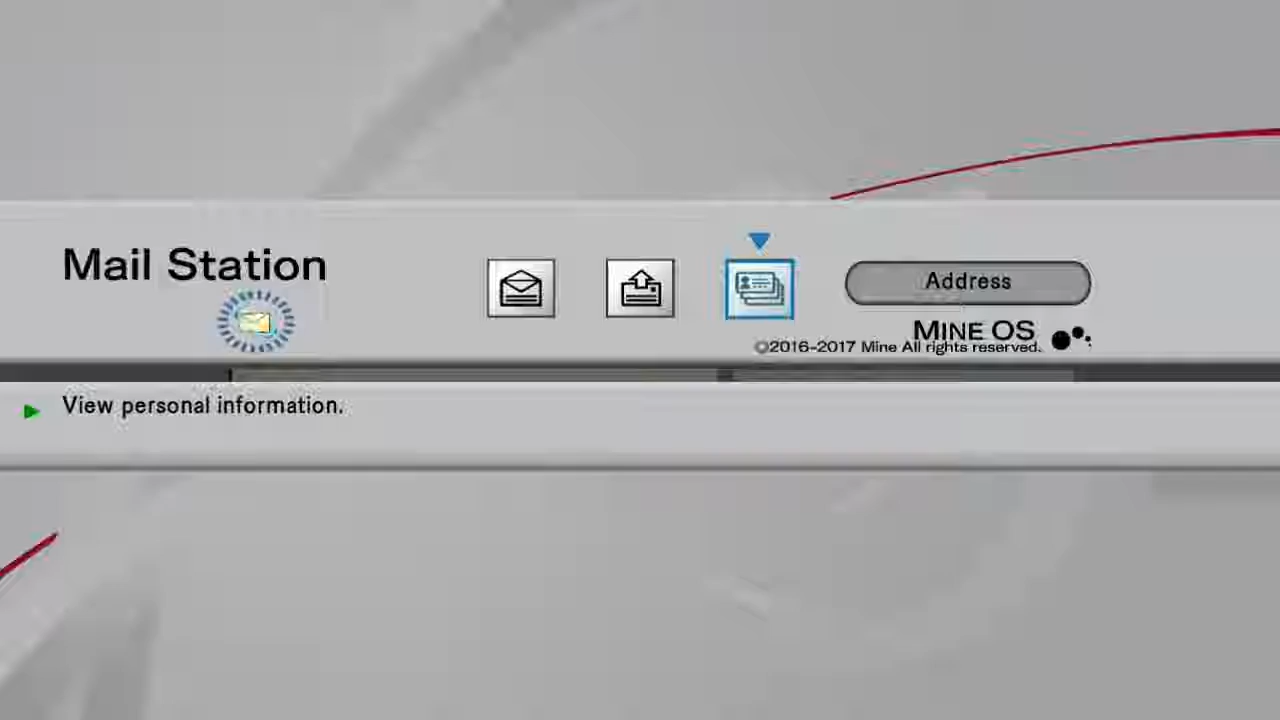 Mail Station
Address
MINE OS
©2016-2017 Mine All rights reserved.
View personal information.